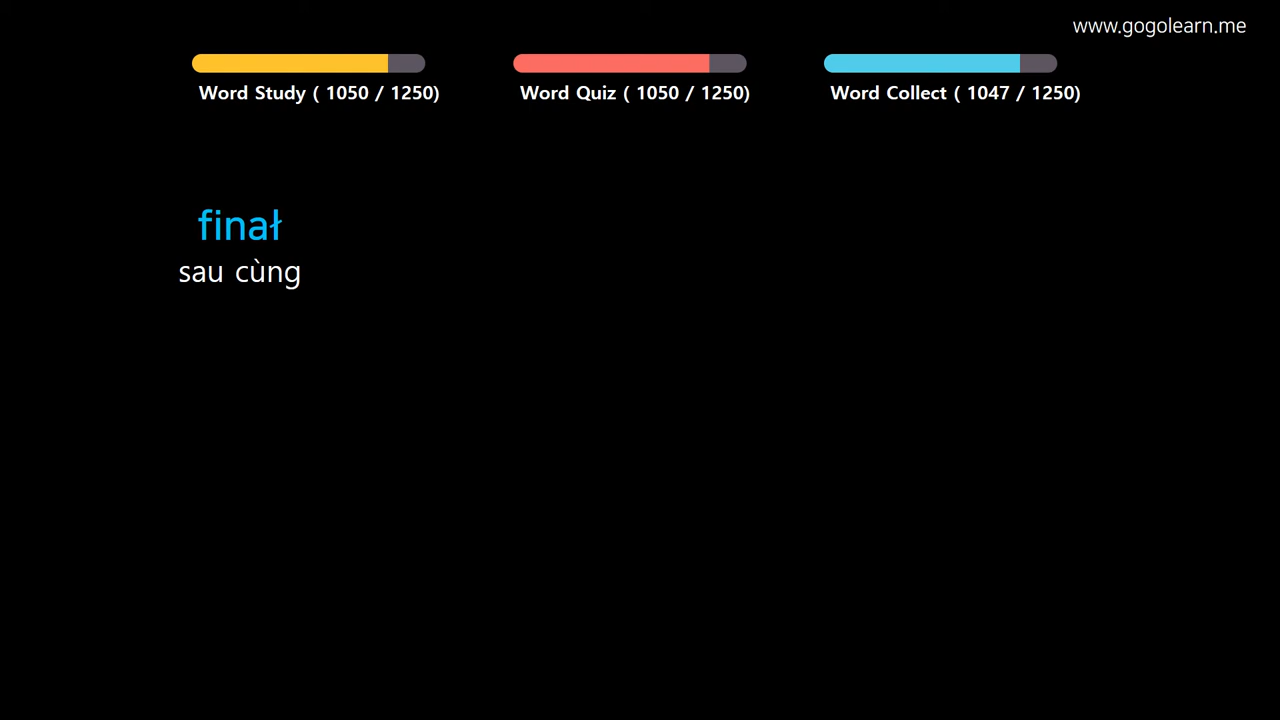 www.gogolearn.me
Word Study ( 1050 / 1250)
Word Quiz ( 1050 / 1250)
Word Collect ( 1047 / 1250)
finał
sau cùng